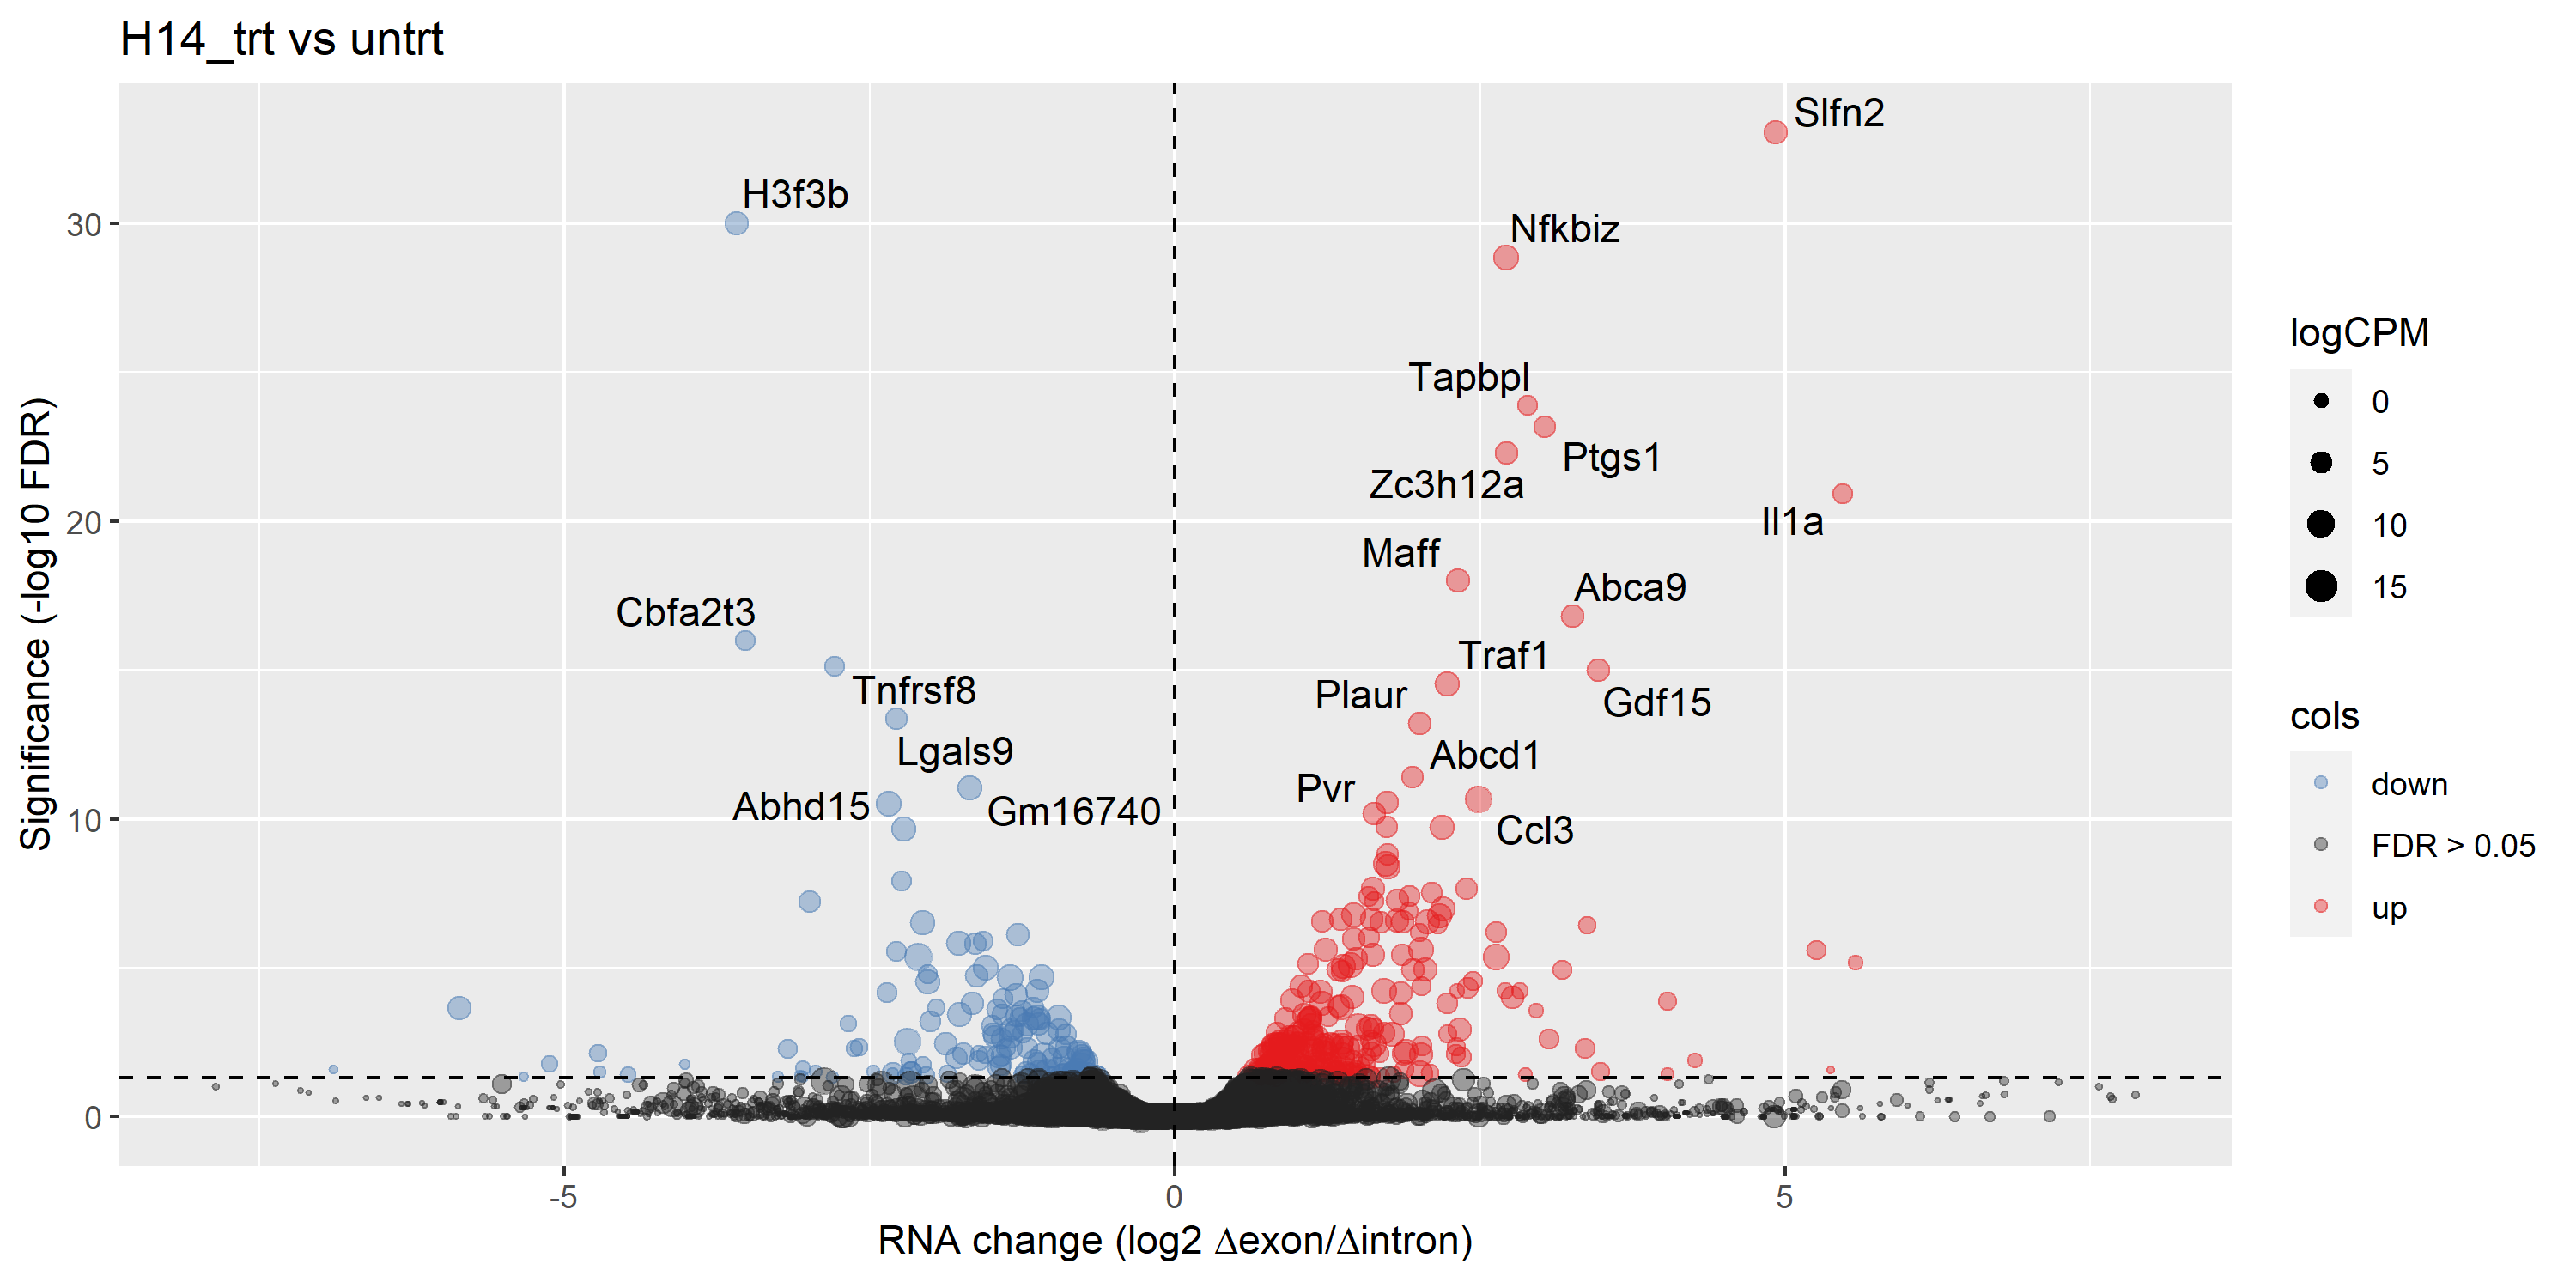 H14_trt vs untrt
Slfn2
H3f3b
Nfkbiz
Tapbpl
Ptgs1
Zc3h12a
Il1a
Maff
Abca9
Cbfa2t3
Traf1
Tnfrsf8
Plaur
Gdf15
Lgals9
Abcd1
Pvr
Abhd15
Gm16740
Ccl3
30
20
10
0
-5
0
5
Significance (-log10 FDR)
RNA change (log2 Δexon/Δintron)
logCPM
0
5
10
15
cols
down
FDR > 0.05
up